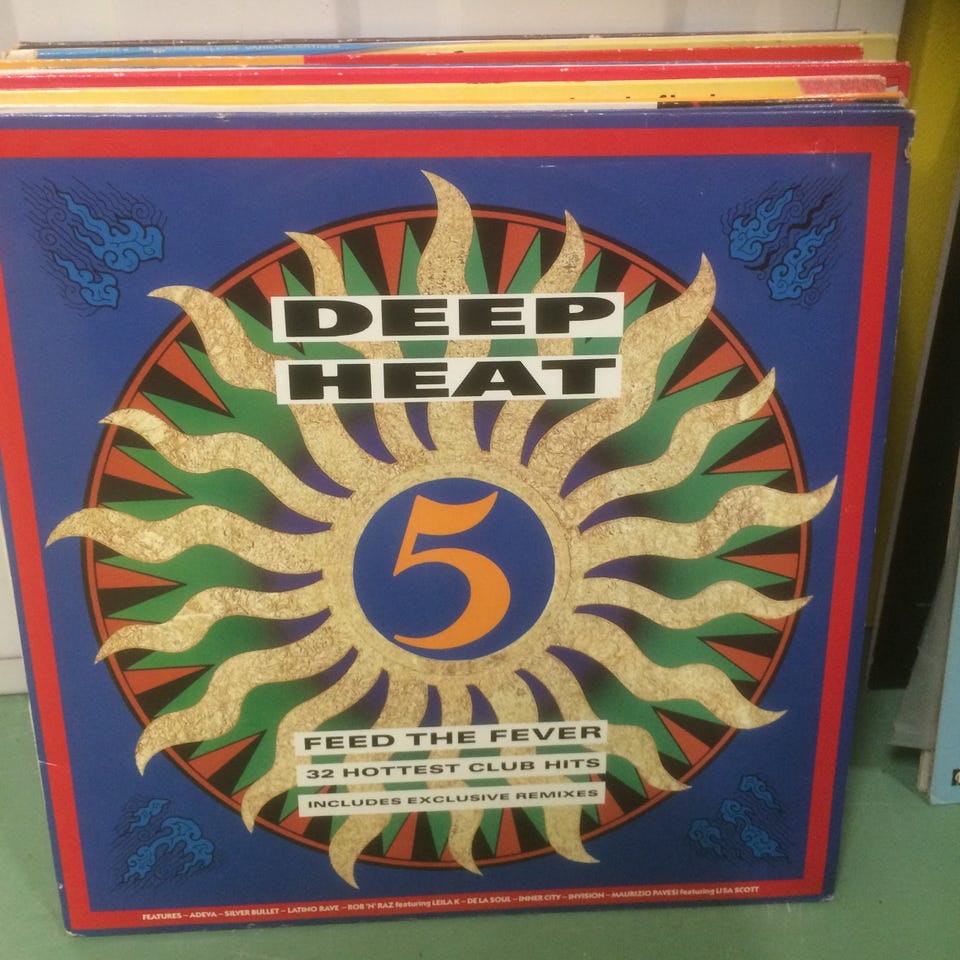 DEEP
HEAT
5
FEED THE FEVER
32 HOTTEST CLUB HITS
INCLUDES EXCLUSIVE REMIXES
FEATURES – ADEVA – SILVER BULLET – LATINO RAVE – ROB 'N' RAZ featuring LEILA K – DE LA SOUL – INNER CITY – INVISION – MAURIZIO PAVESI featuring LISA SCOTT